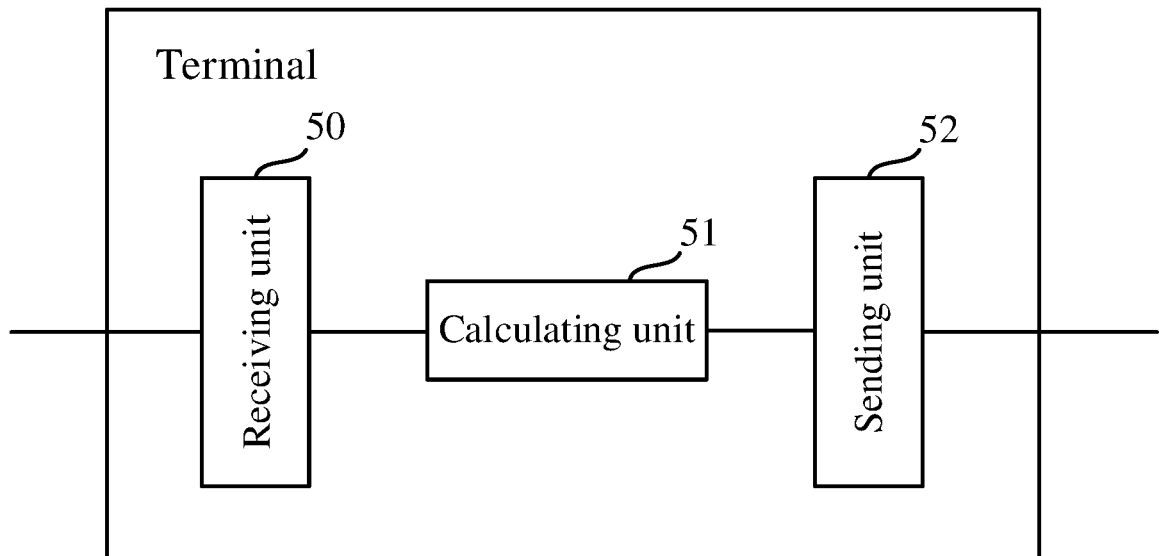 Terminal
50
52
51
Receiving unit
Calculating unit
Sending unit